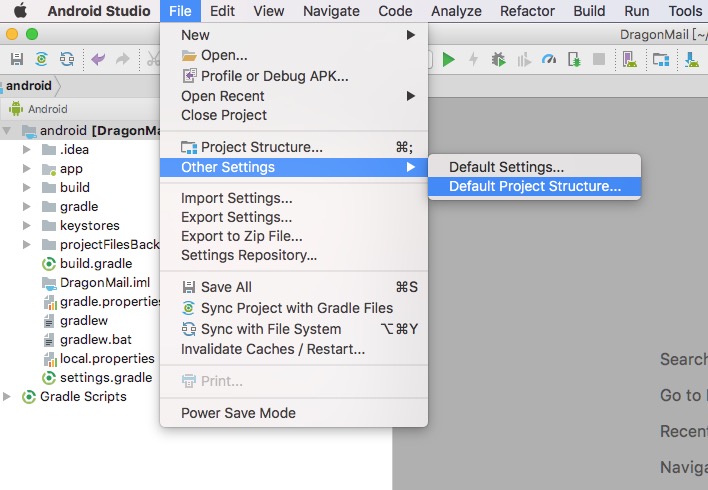 Android Studio File Edit View Navigate Code Analyze Refactor Build Run Tools
DragonMail [~/
android
Android
android [DragonMa
.idea
app
build
gradle
keystores
projectFilesBack
build.gradle
DragonMail.iml
gradle.properties
gradlew
gradlew.bat
local.properties
settings.gradle
Gradle Scripts
New
Open...
Profile or Debug APK...
Open Recent
Close Project
Project Structure... ⌘;
Other Settings
Import Settings...
Export Settings...
Export to Zip File...
Settings Repository...
Save All ⌘S
Sync Project with Gradle Files
Sync with File System ⌥⌘Y
Invalidate Caches / Restart...
Print...
Power Save Mode
Default Settings...
Default Project Structure...
Search
Go to
Recen
Naviga